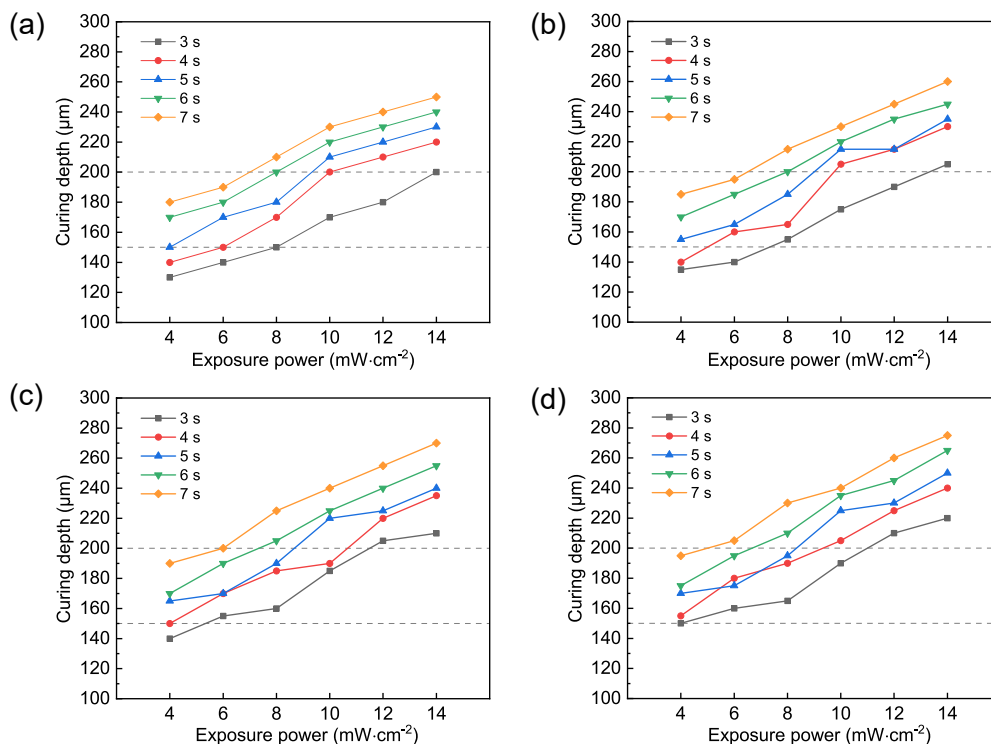 (a)
300
280
260
240
220
200
180
160
140
120
100
Curing depth (μm)
3 s
4 s
5 s
6 s
7 s
4 6 8 10 12 14
Exposure power (mW·cm⁻²)
(b)
300
280
260
240
220
200
180
160
140
120
100
Curing depth (μm)
3 s
4 s
5 s
6 s
7 s
4 6 8 10 12 14
Exposure power (mW·cm⁻²)
(c)
300
280
260
240
220
200
180
160
140
120
100
Curing depth (μm)
3 s
4 s
5 s
6 s
7 s
4 6 8 10 12 14
Exposure power (mW·cm⁻²)
(d)
300
280
260
240
220
200
180
160
140
120
100
Curing depth (μm)
3 s
4 s
5 s
6 s
7 s
4 6 8 10 12 14
Exposure power (mW·cm⁻²)